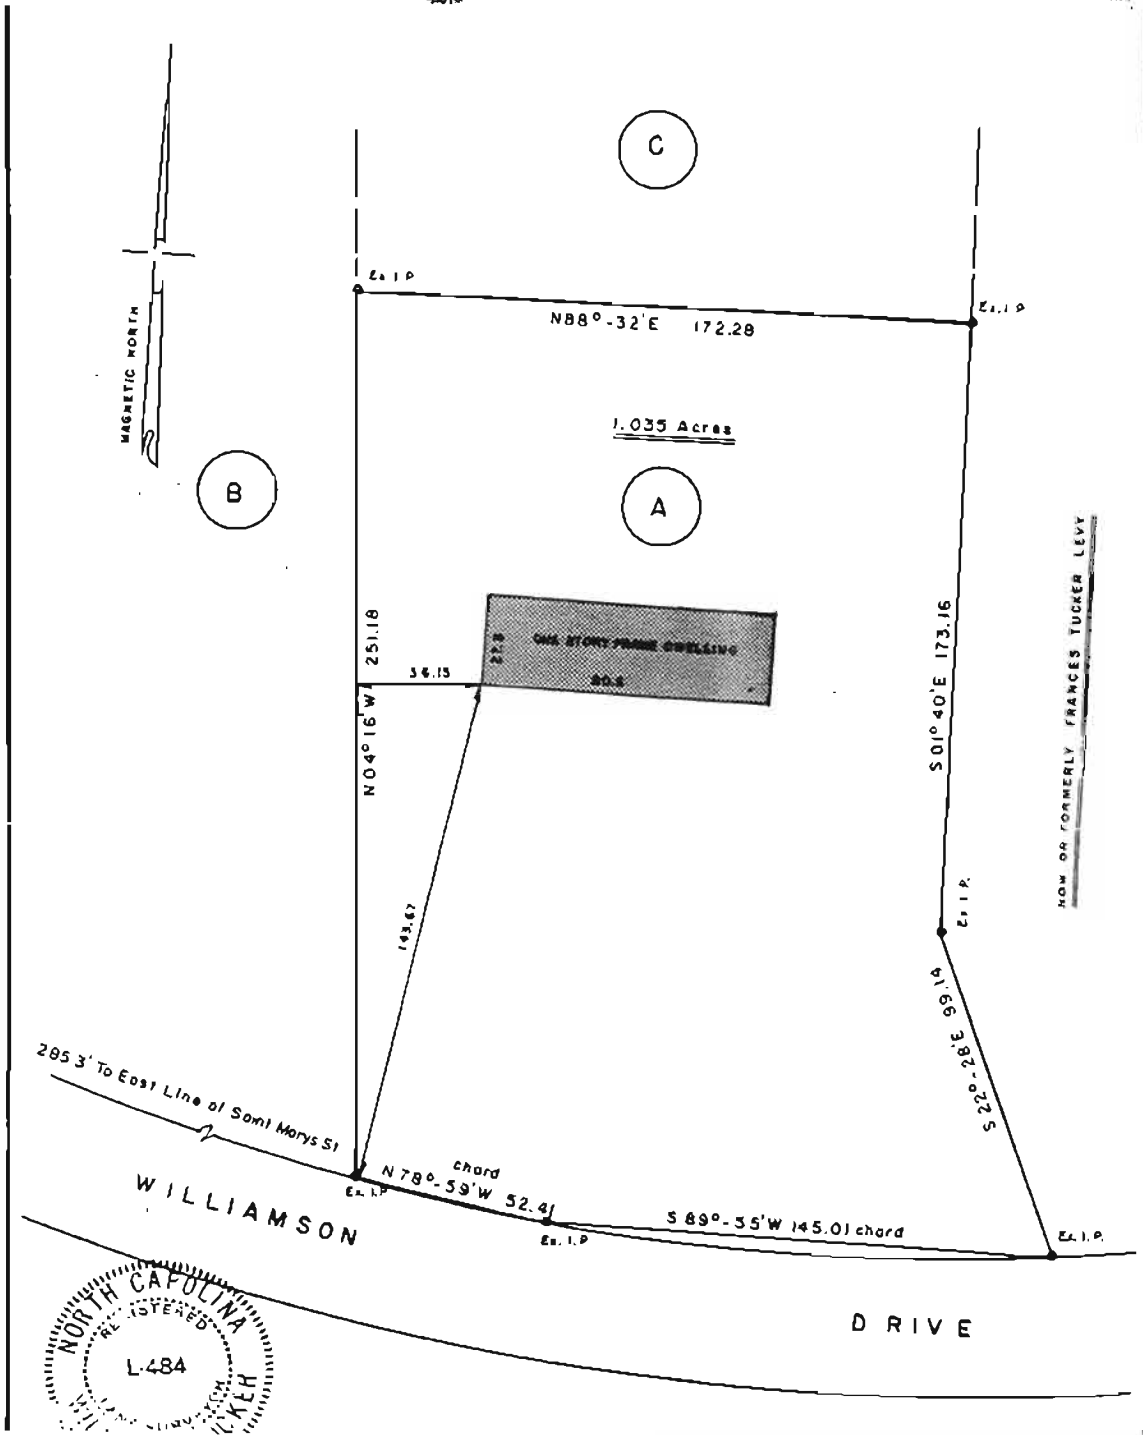 C
Ex. I. P
Ex. I. P
N88°-32'E 172.28
MAGNETIC NORTH
1.035 Acres
B
A
NOW OR FORMERLY FRANCES TUCKER LEVY
ONE STORY FRAME DWELLING
N04°16'W 251.18
34.15
S01°40'E 173.16
143.67
Ex. I. P.
S22°-28'E 99.14
285 3' To East Line of Saint Marys St
chord
N78°-59'W 52.41
Ex. I. P
Ex. I. P
S89°-55'W 145.01 chord
Ex. I. P.
WILLIAMSON
DRIVE
NORTH CAROLINA
REGISTERED
L-484